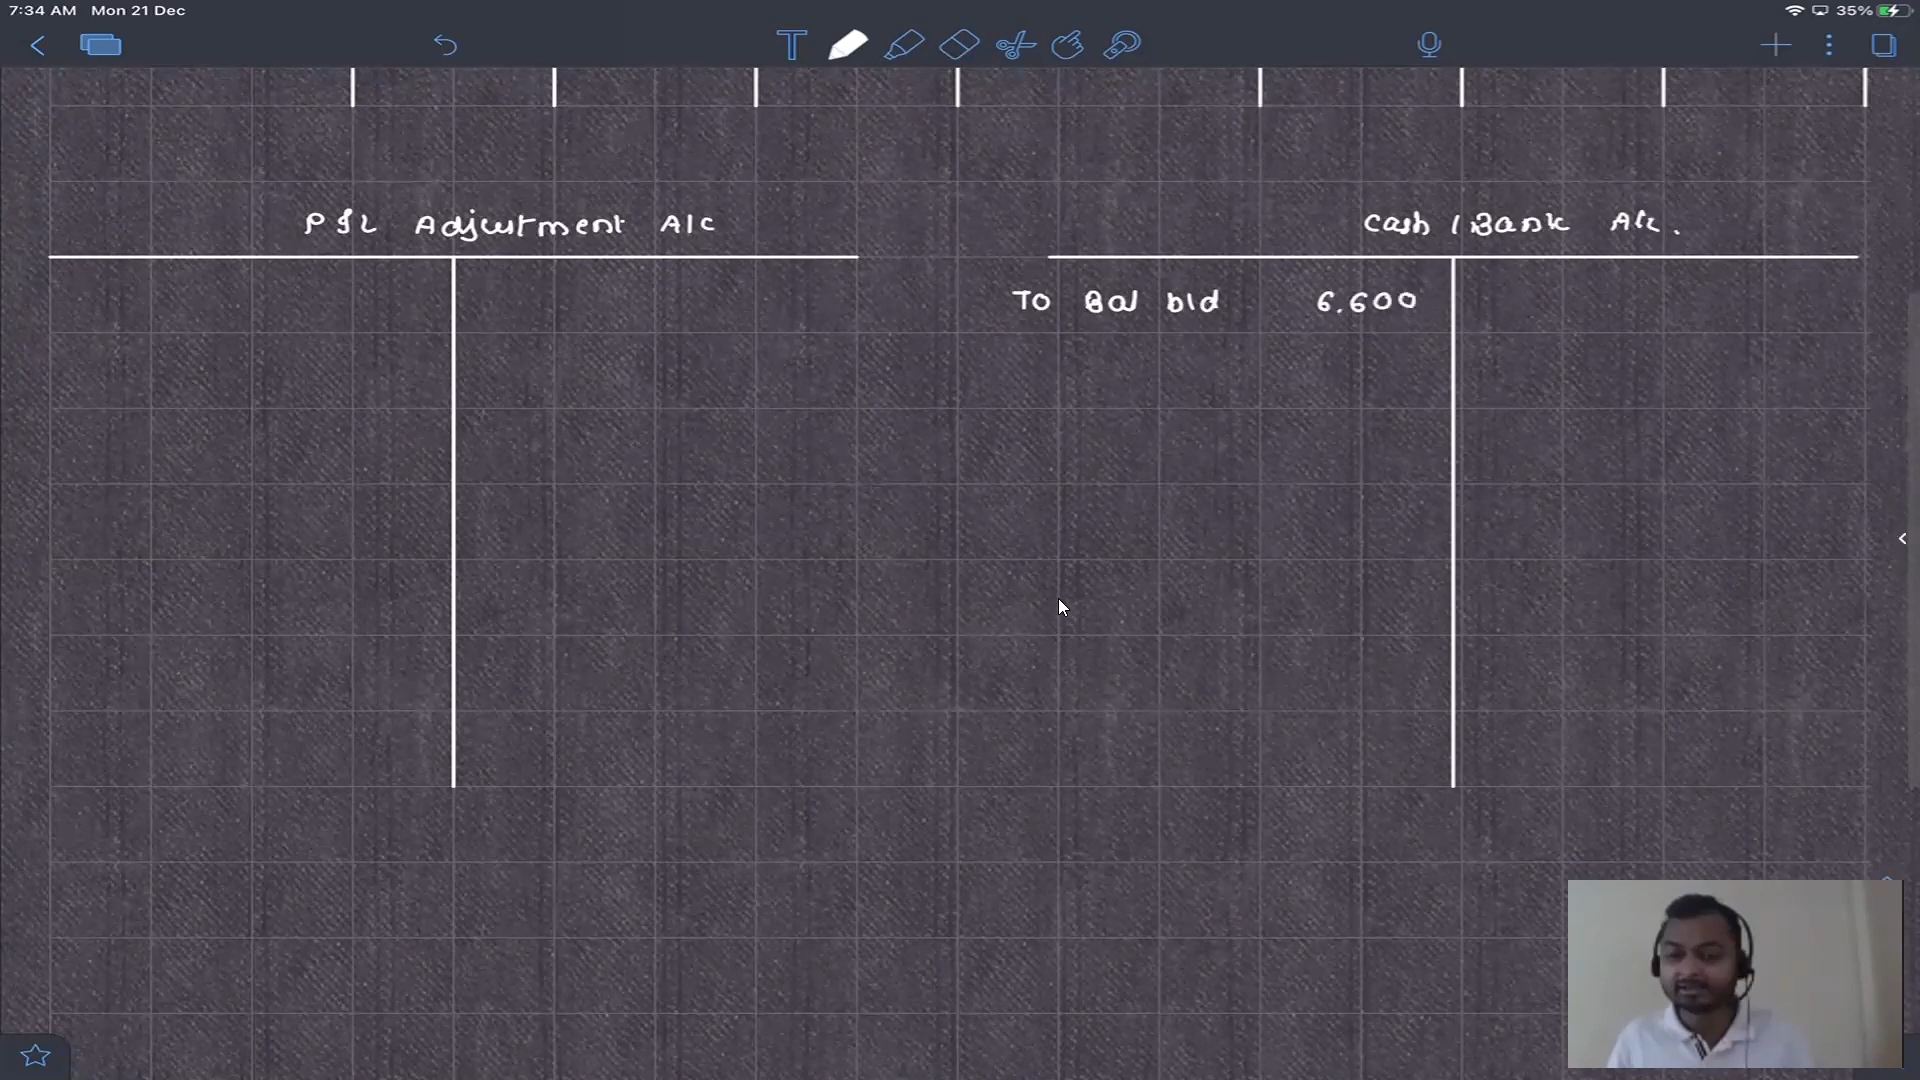 7:34 AM Mon 21 Dec
35%
T
P&L Adjustment A/c
Cash / Bank A/c.
To Bal b/d 6.600